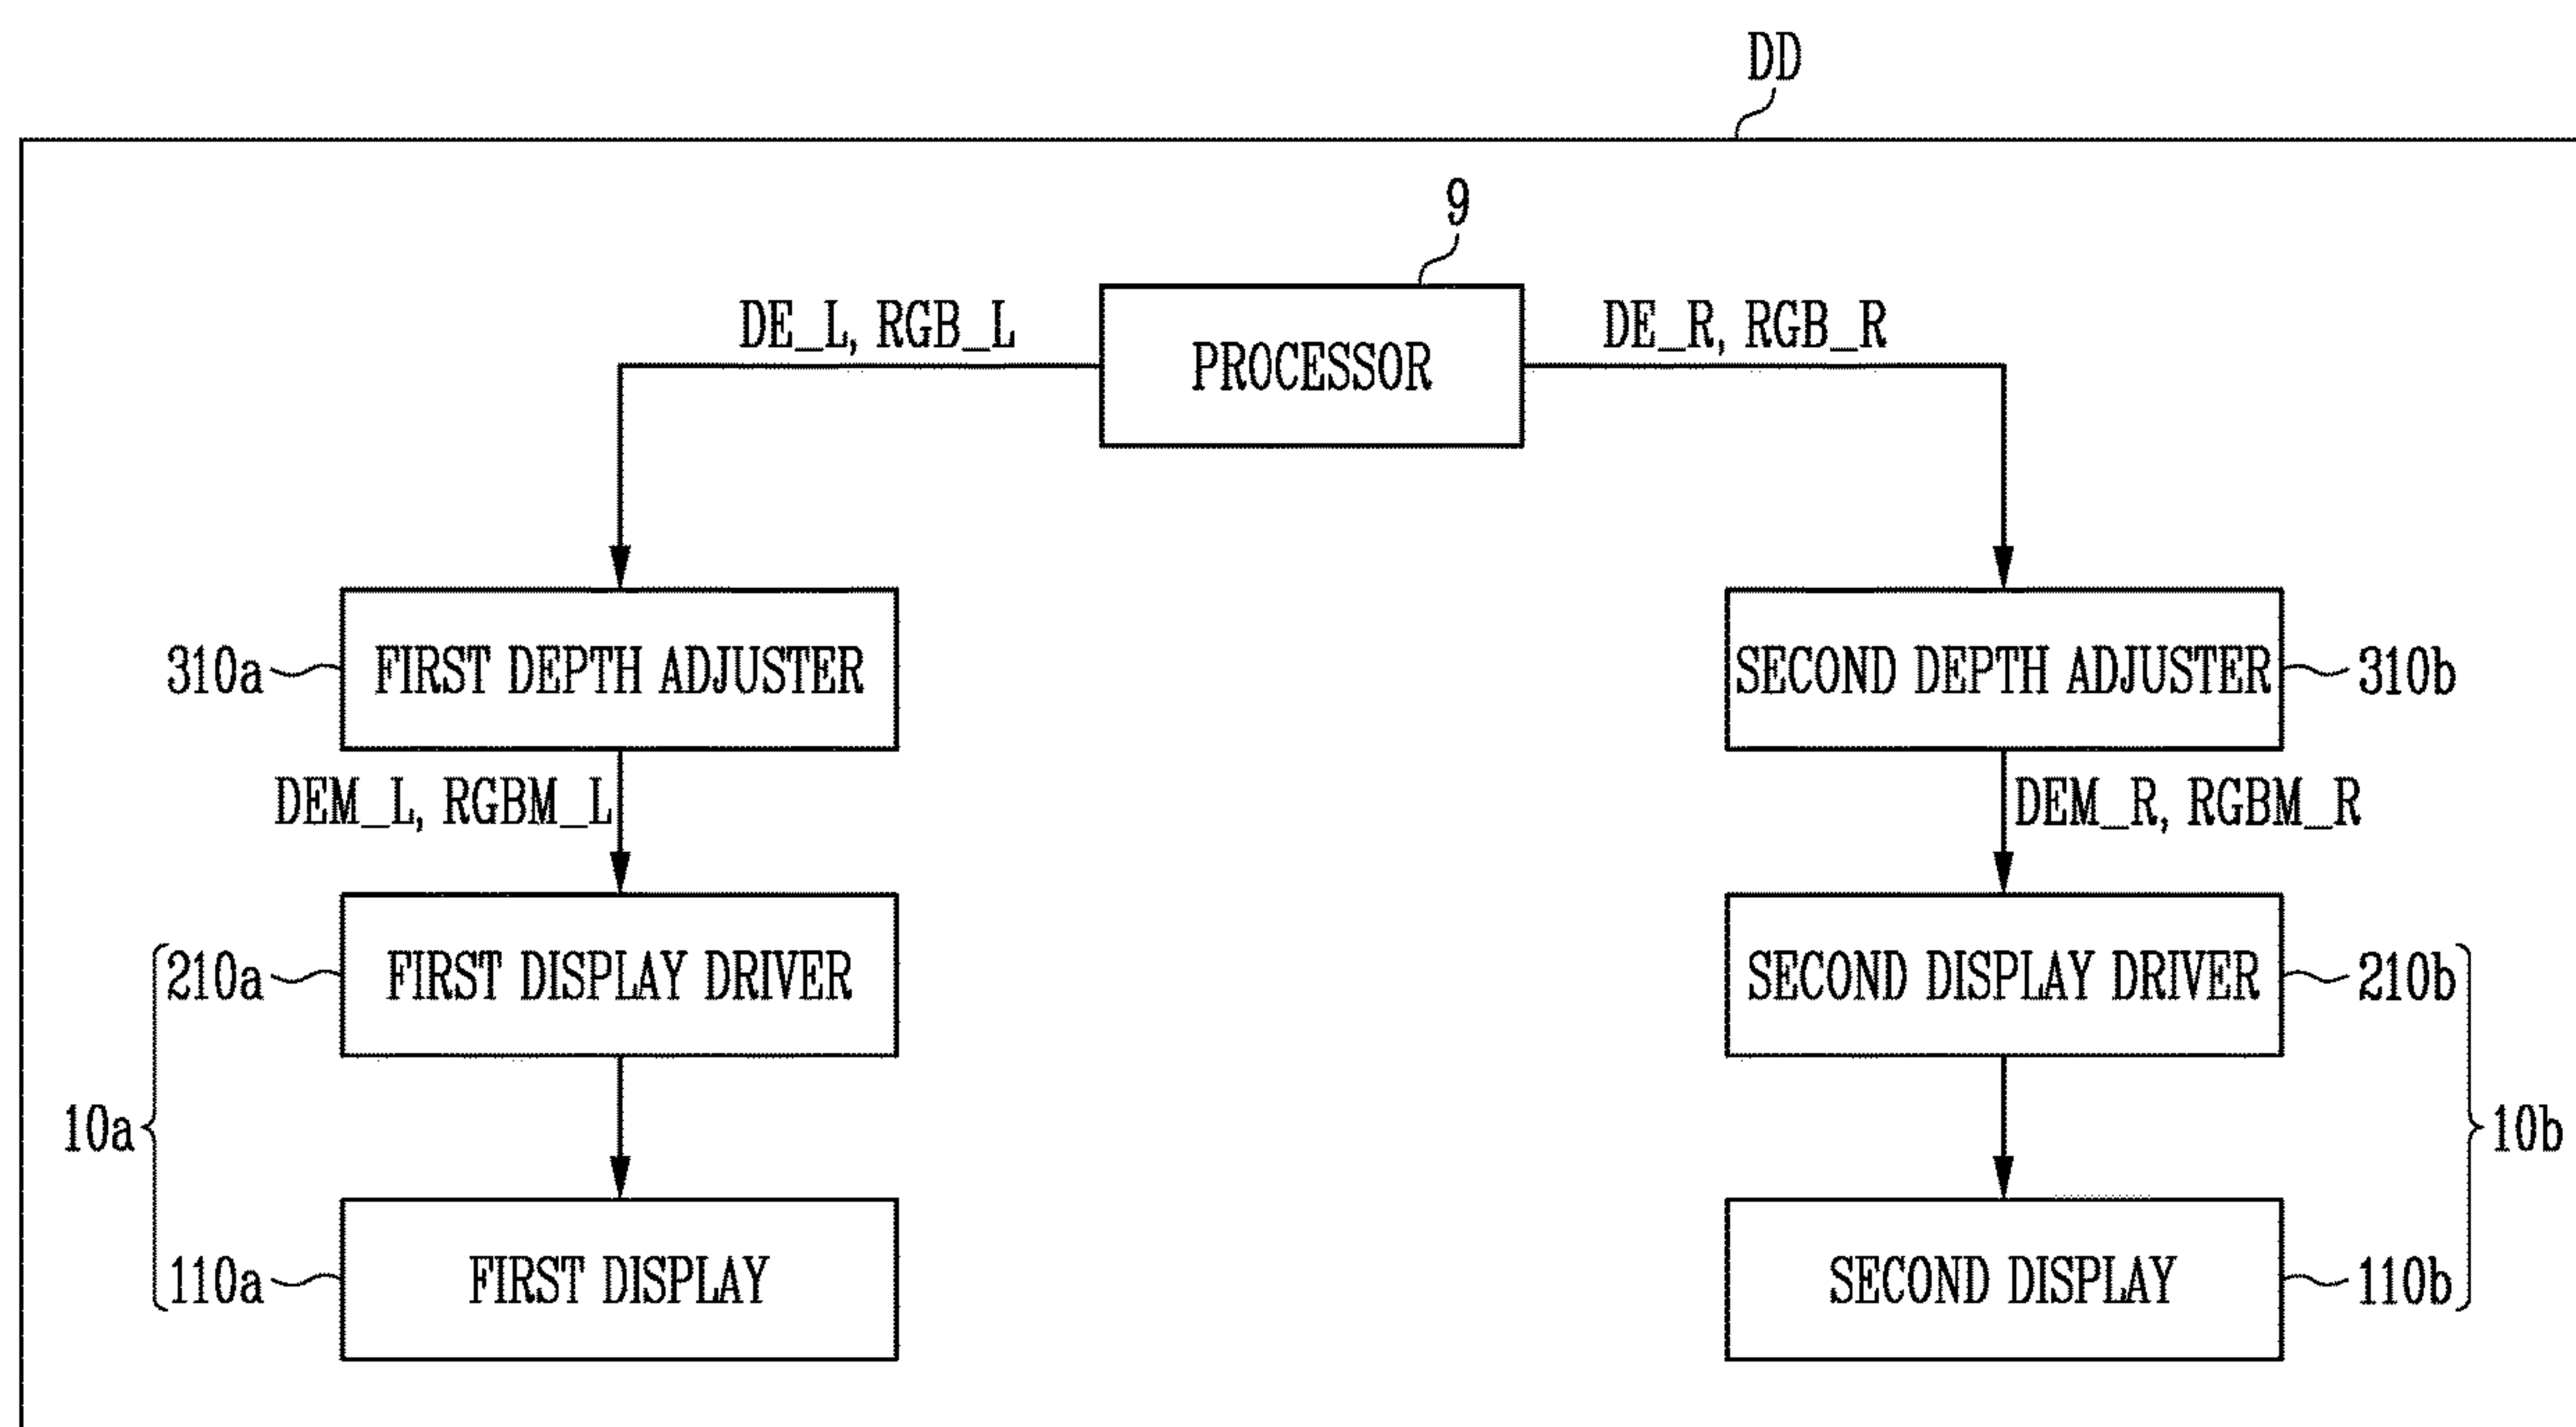 DD
9
DE_L, RGB_L
PROCESSOR
DE_R, RGB_R
310a
FIRST DEPTH ADJUSTER
SECOND DEPTH ADJUSTER
310b
DEM_L, RGBM_L
DEM_R, RGBM_R
210a
FIRST DISPLAY DRIVER
SECOND DISPLAY DRIVER
210b
10a
10b
110a
FIRST DISPLAY
SECOND DISPLAY
110b